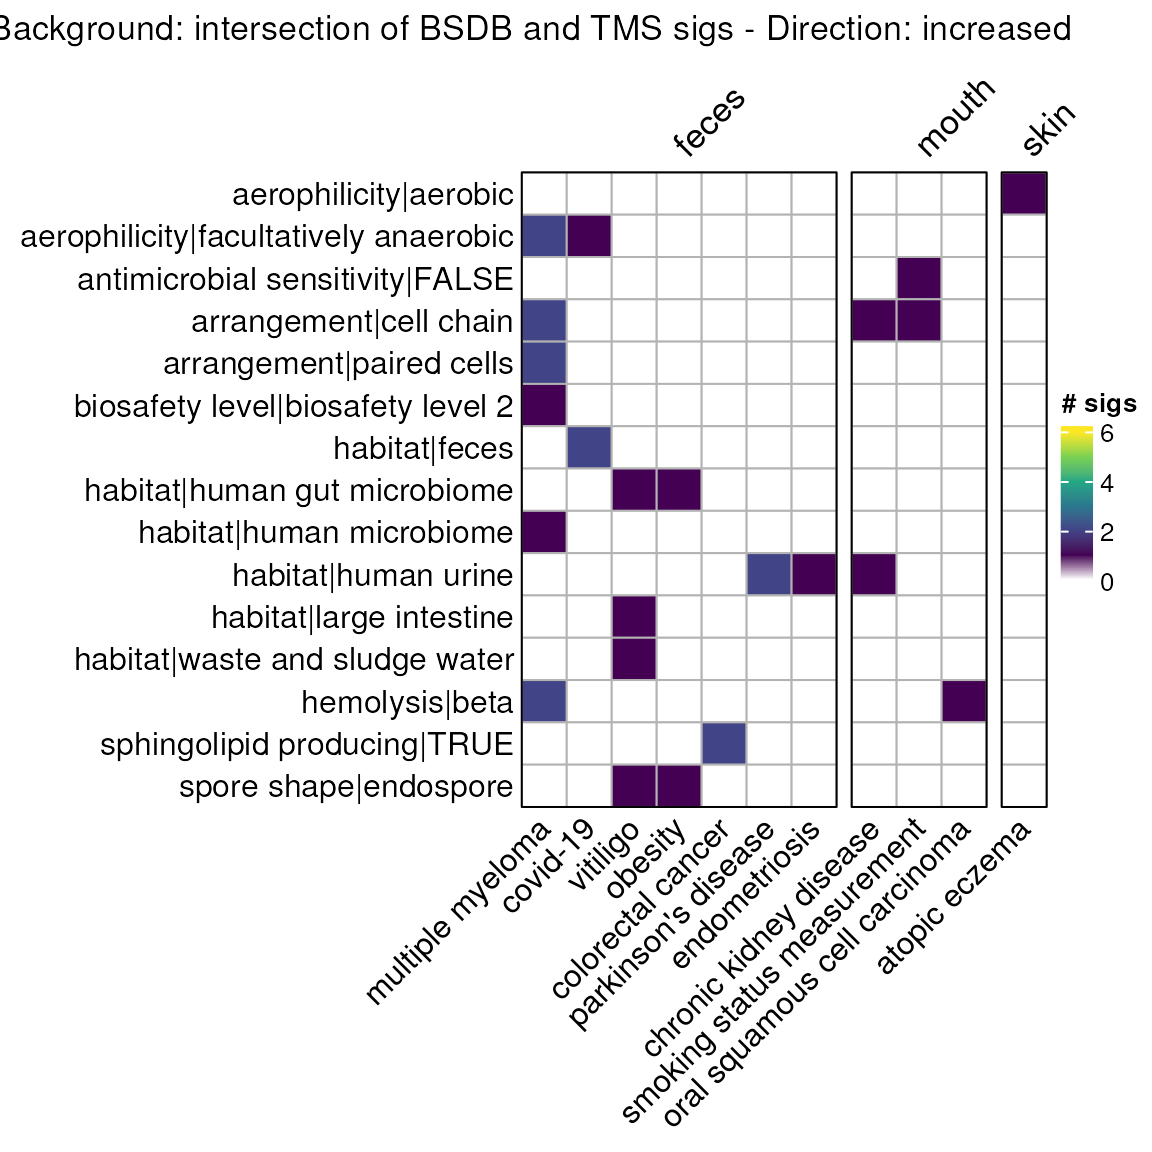 Background: intersection of BSDB and TMS sigs - Direction: increased
feces
mouth
skin
aerophilicity|aerobic
aerophilicity|facultatively anaerobic
antimicrobial sensitivity|FALSE
arrangement|cell chain
arrangement|paired cells
biosafety level|biosafety level 2
habitat|feces
habitat|human gut microbiome
habitat|human microbiome
habitat|human urine
habitat|large intestine
habitat|waste and sludge water
hemolysis|beta
sphingolipid producing|TRUE
spore shape|endospore
# sigs
6
4
2
0
multiple myeloma
covid-19
vitiligo
obesity
colorectal cancer
parkinson's disease
endometriosis
chronic kidney disease
smoking status measurement
oral squamous cell carcinoma
atopic eczema